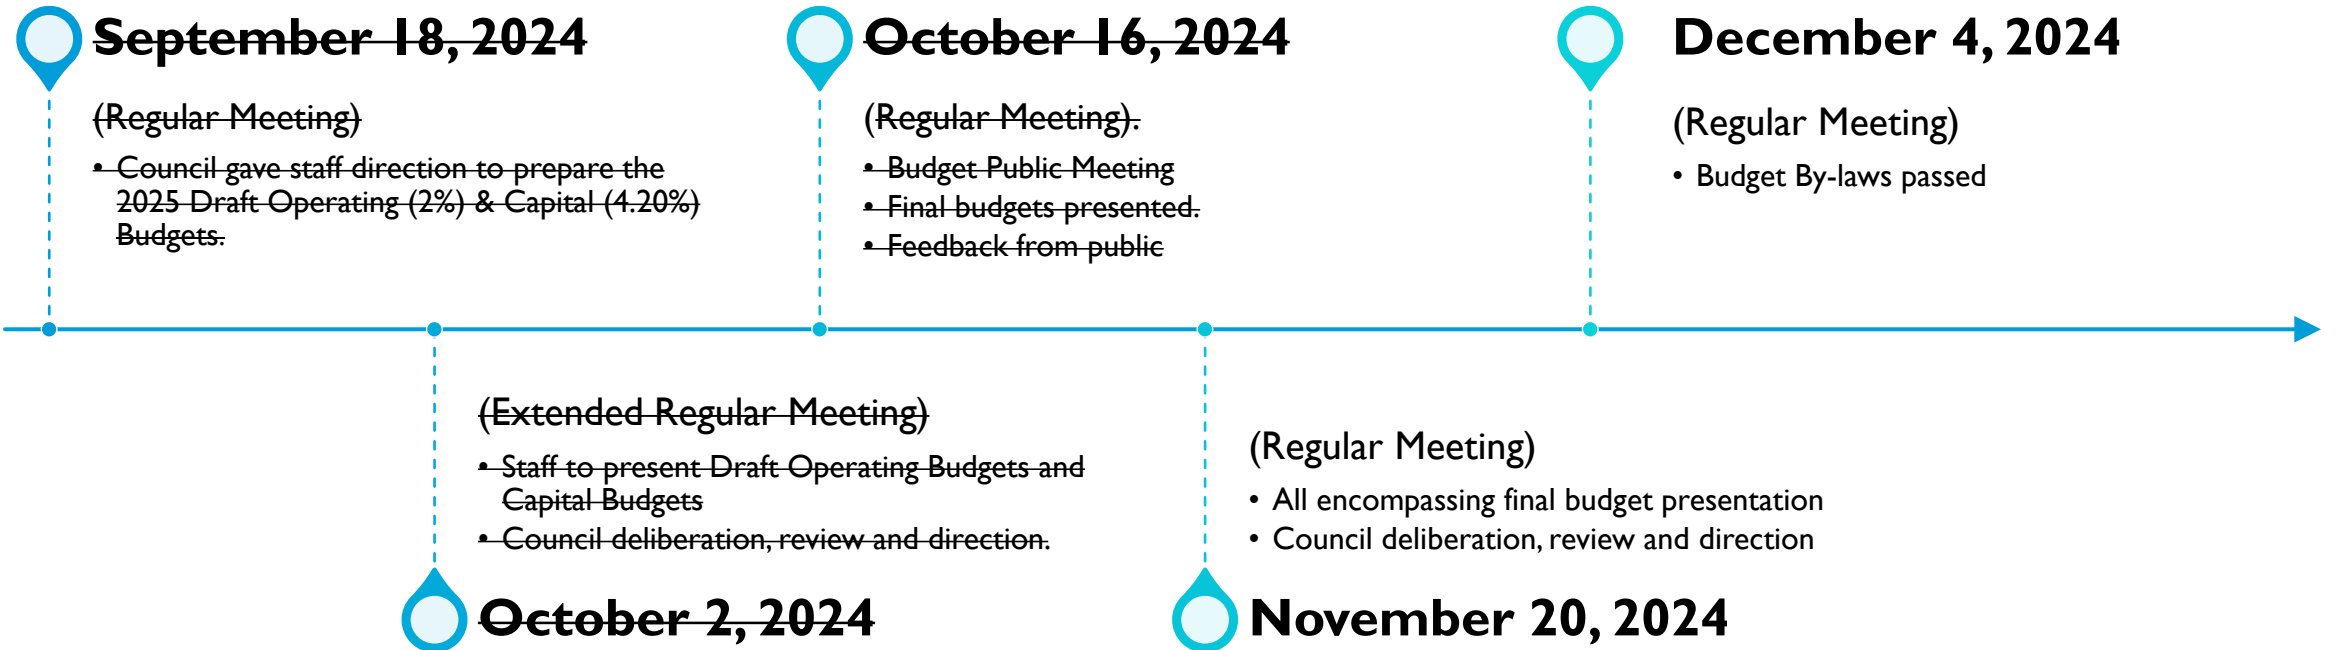 September 18, 2024
(Regular Meeting)
• Council gave staff direction to prepare the
2025 Draft Operating (2%) & Capital (4.20%)
Budgets.
(Extended Regular Meeting)
• Staff to present Draft Operating Budgets and
Capital Budgets
• Council deliberation, review and direction.
October 2, 2024
October 16, 2024
(Regular Meeting).
• Budget Public Meeting
• Final budgets presented.
• Feedback from public
(Regular Meeting)
• All encompassing final budget presentation
• Council deliberation, review and direction
November 20, 2024
December 4, 2024
(Regular Meeting)
• Budget By-laws passed